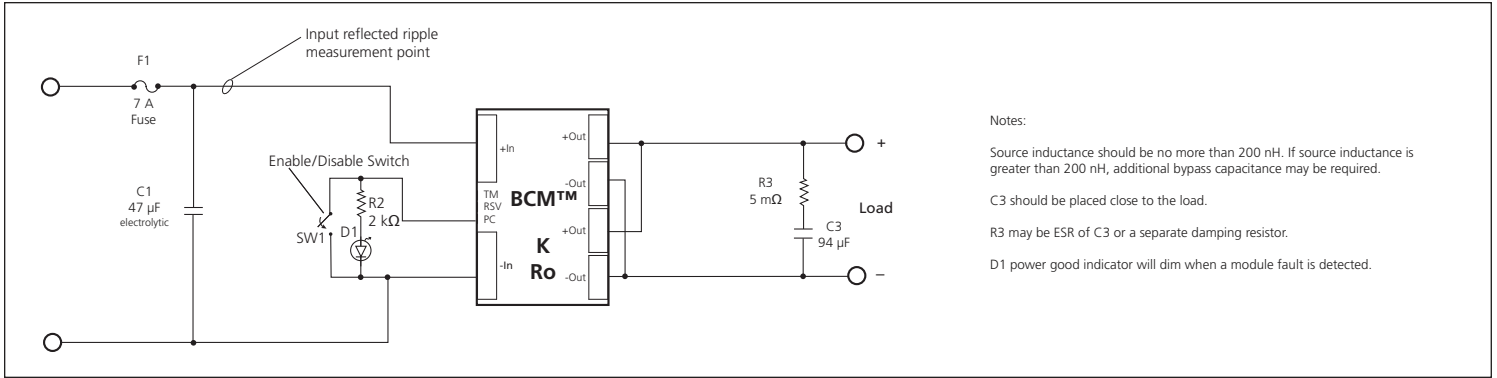 Input reflected ripple
measurement point
F1
7 A
Fuse
C1
47 µF
electrolytic
Enable/Disable Switch
SW1
R2
2 kΩ
D1
+In
TM
RSV
PC
-In
BCM™
K
Ro
+Out
-Out
+Out
-Out
R3
5 mΩ
C3
94 µF
+
Load
–
Notes:
Source inductance should be no more than 200 nH. If source inductance is
greater than 200 nH, additional bypass capacitance may be required.
C3 should be placed close to the load.
R3 may be ESR of C3 or a separate damping resistor.
D1 power good indicator will dim when a module fault is detected.